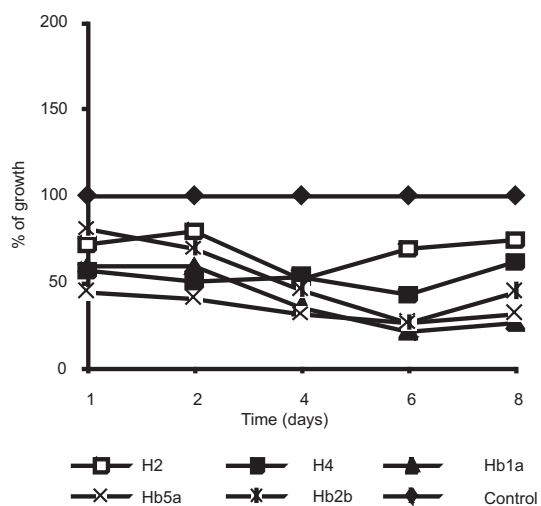 200
150
100
50
0
% of growth
1 2 4 6 8
Time (days)
H2 H4 Hb1a
Hb5a Hb2b Control